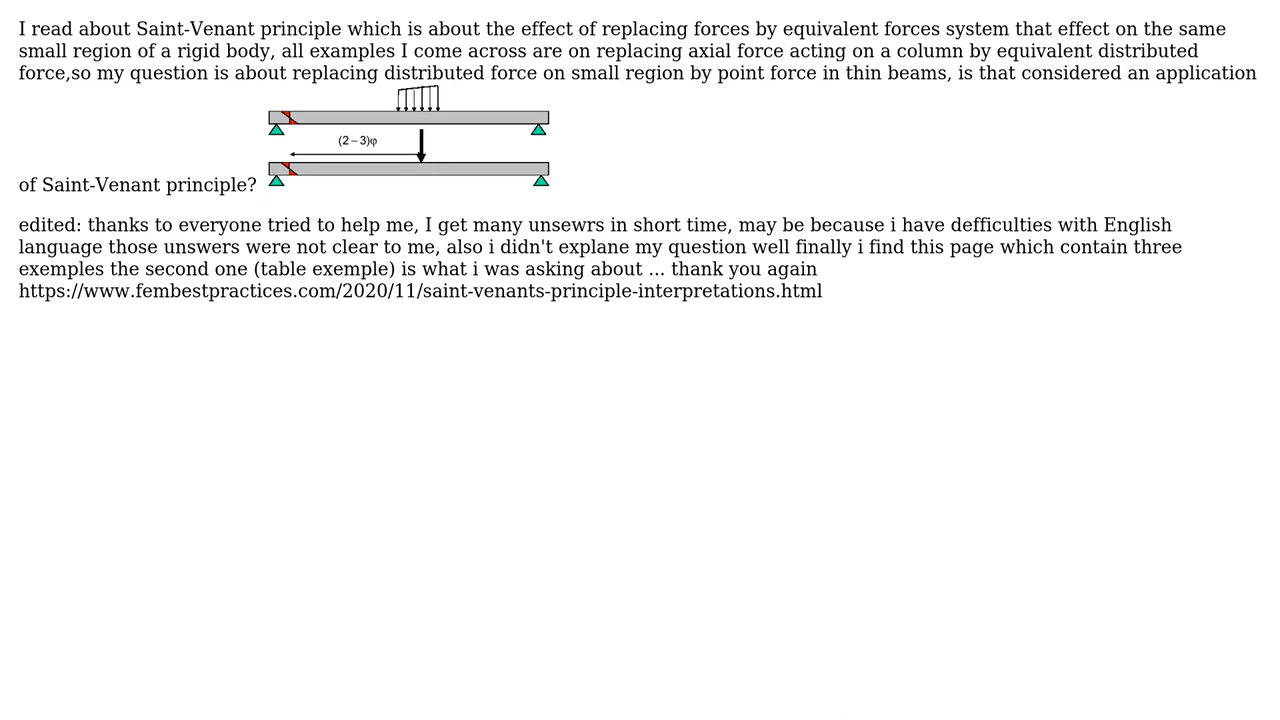 I read about Saint-Venant principle which is about the effect of replacing forces by equivalent forces system that effect on the same
small region of a rigid body, all examples I come across are on replacing axial force acting on a column by equivalent distributed
force,so my question is about replacing distributed force on small region by point force in thin beams, is that considered an application
(2–3)φ
of Saint-Venant principle?
edited: thanks to everyone tried to help me, I get many unsewrs in short time, may be because i have defficulties with English
language those unswers were not clear to me, also i didn't explane my question well finally i find this page which contain three
exemples the second one (table exemple) is what i was asking about ... thank you again
https://www.fembestpractices.com/2020/11/saint-venants-principle-interpretations.html